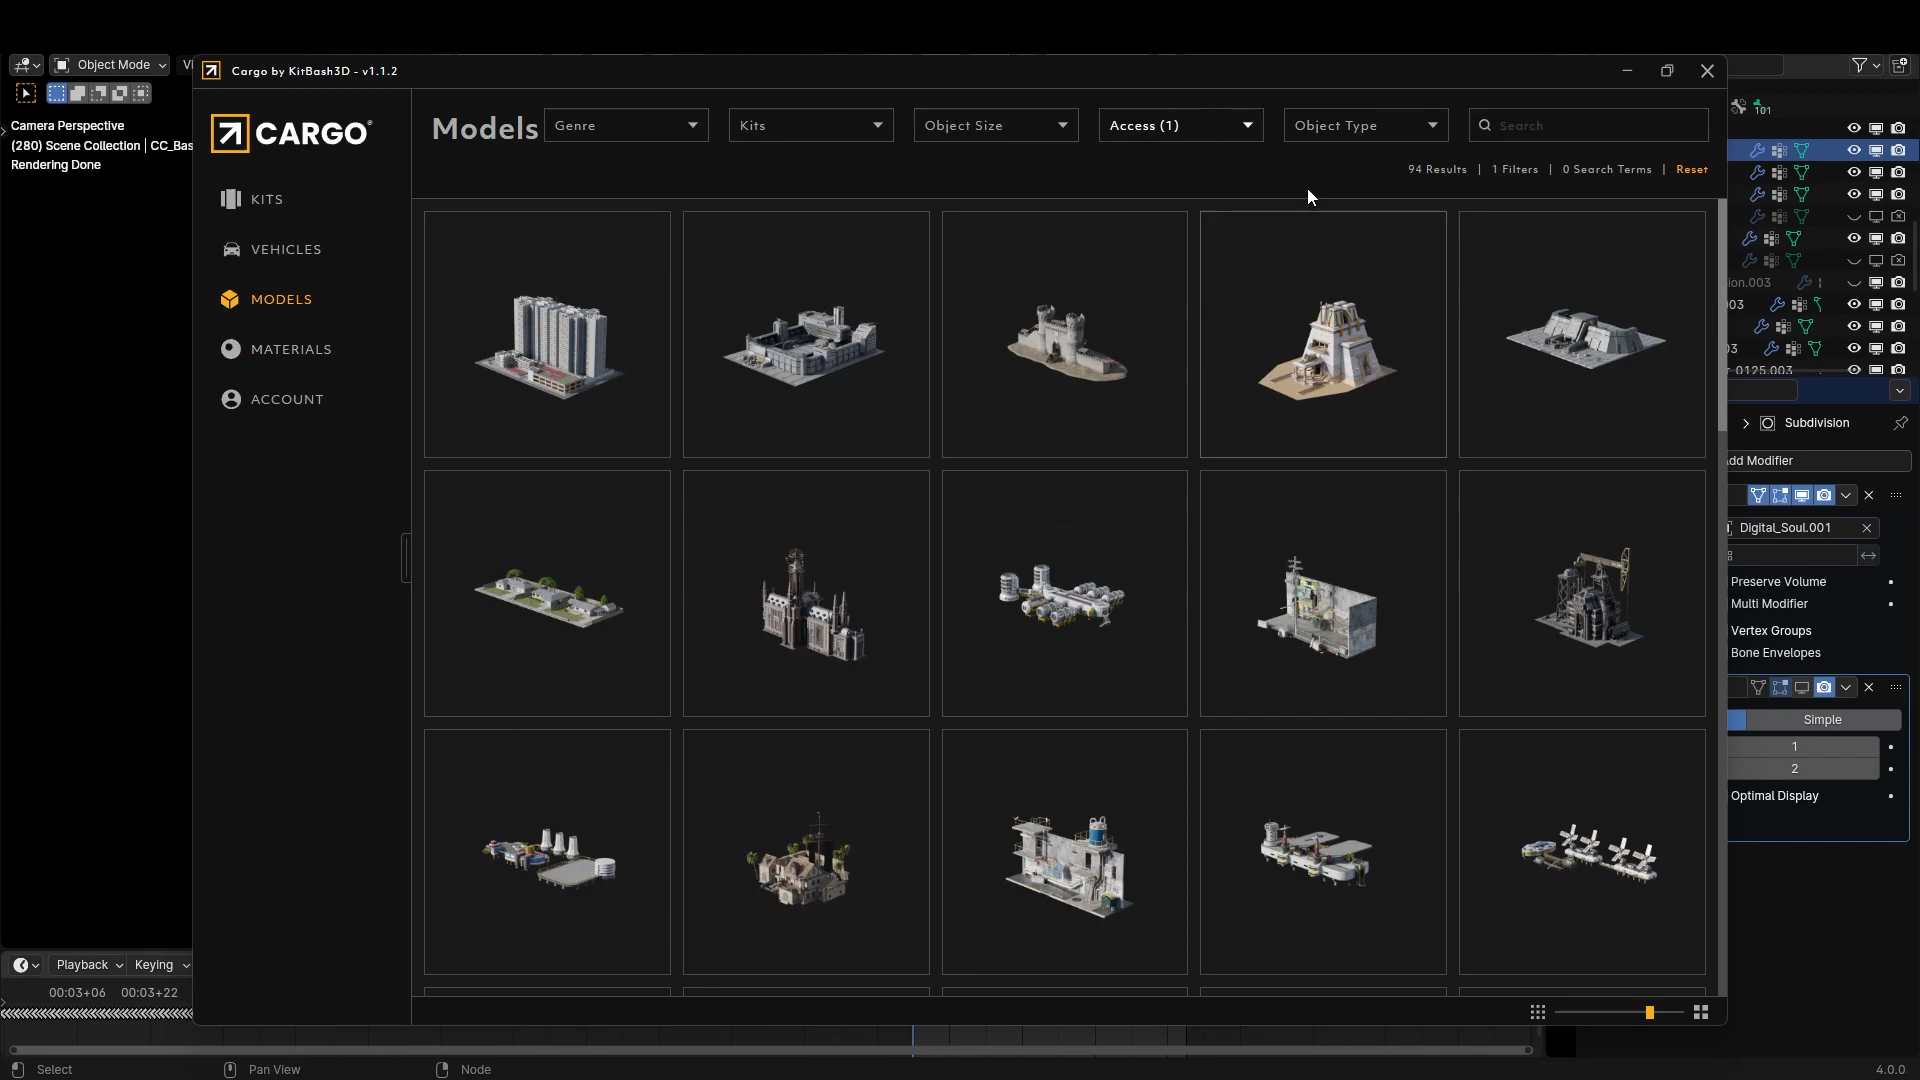 Object Mode
Vi
Cargo by KitBash3D - v1.1.2
Camera Perspective
(280) Scene Collection | CC_Bas
Rendering Done
CARGO®
Models
Genre
Kits
Object Size
Access (1)
Object Type
Search
94 Results | 1 Filters | 0 Search Terms | Reset
KITS
VEHICLES
MODELS
MATERIALS
ACCOUNT
101
ion.003
03
3
0125.003
Subdivision
Add Modifier
Digital_Soul.001
Preserve Volume
Multi Modifier
Vertex Groups
Bone Envelopes
Simple
1
2
Optimal Display
Playback
Keying
00:03+06
00:03+22
Select
Pan View
Node
4.0.0